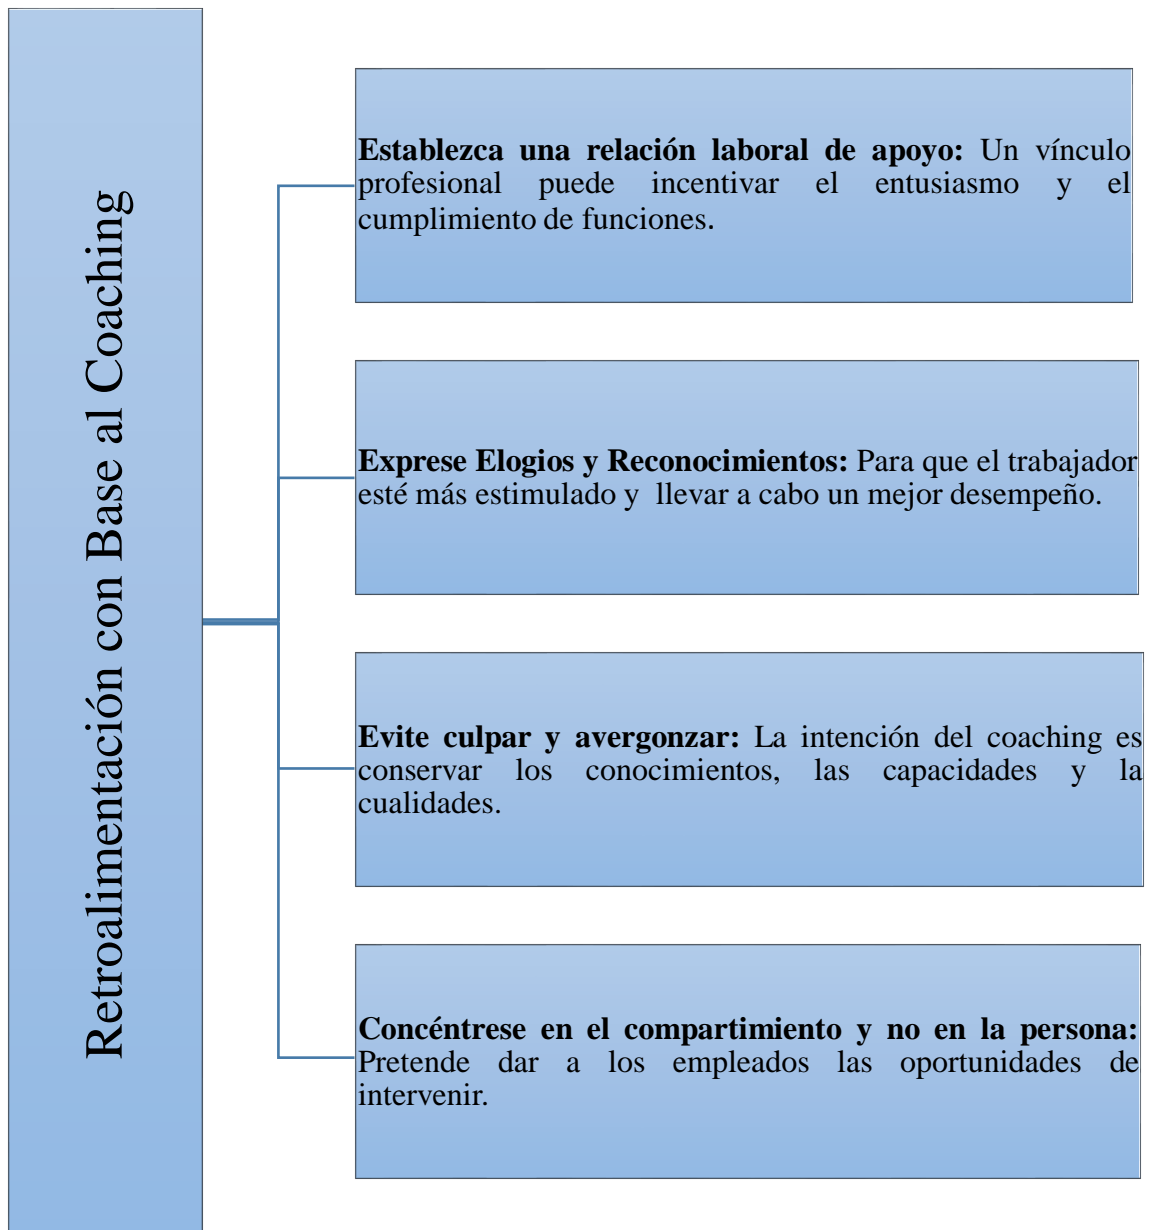 Retroalimentación con Base al Coaching
Establezca una relación laboral de apoyo: Un vínculo
profesional puede incentivar el entusiasmo y el
cumplimiento de funciones.
Exprese Elogios y Reconocimientos: Para que el trabajador
esté más estimulado y llevar a cabo un mejor desempeño.
Evite culpar y avergonzar: La intención del coaching es
conservar los conocimientos, las capacidades y la
cualidades.
Concéntrese en el compartimiento y no en la persona:
Pretende dar a los empleados las oportunidades de
intervenir.